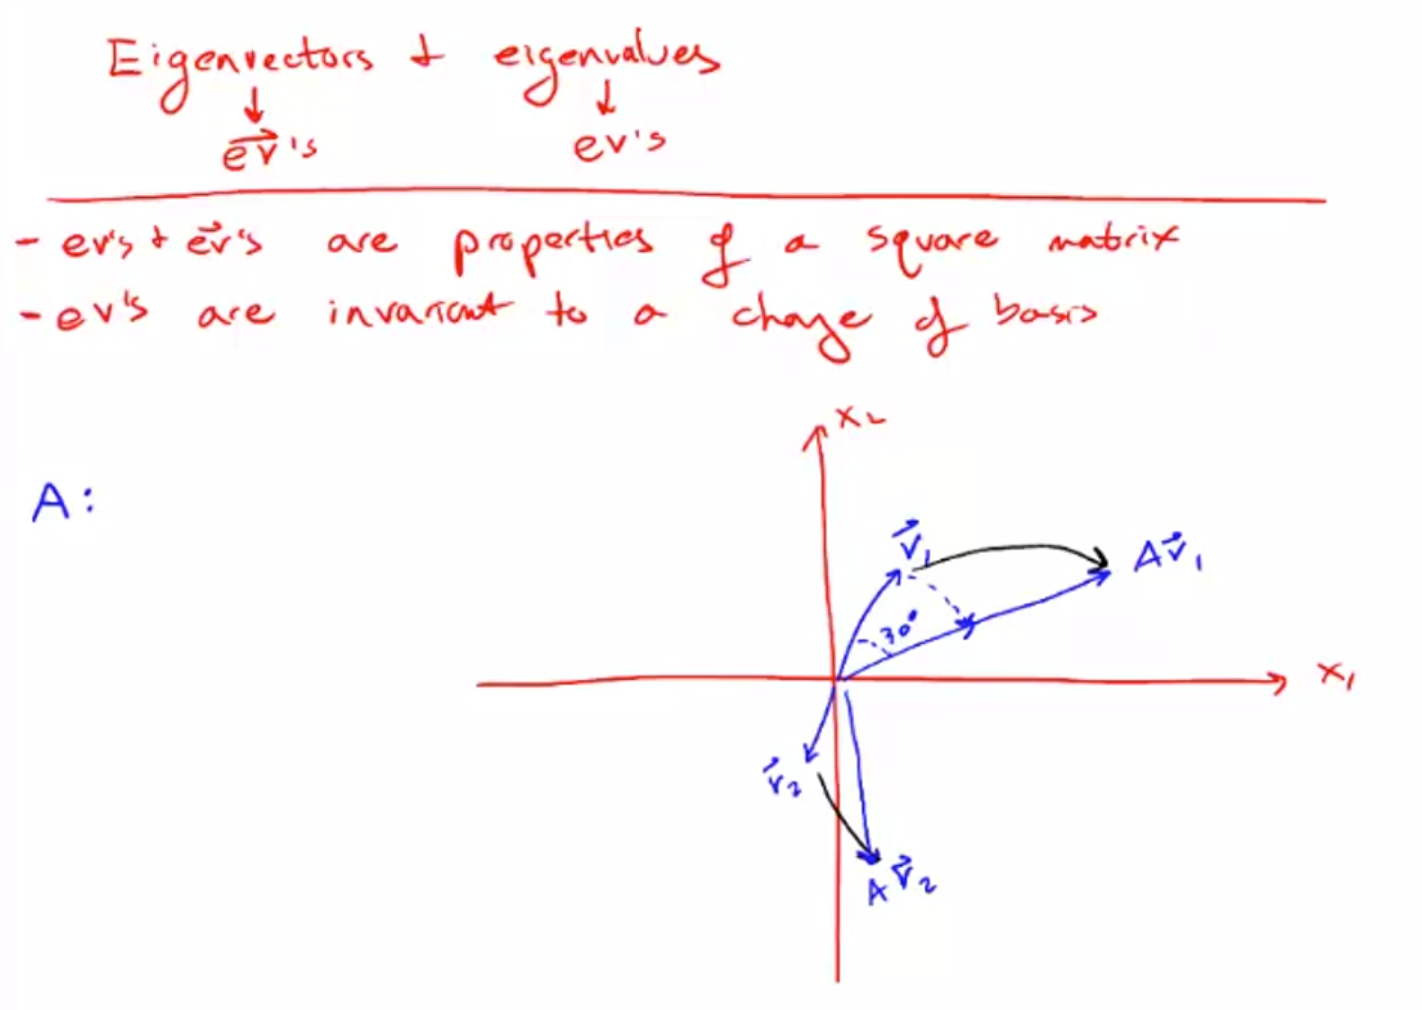 Eigenvectors + eigenvalues
↓ ↓
e⃗v's ev's
- ev's + e⃗v's are properties of a square matrix
- ev's are invariant to a change of basis
x₂
A:
v⃗₁
Av⃗₁
30°
x₁
v⃗₂
Av⃗₂